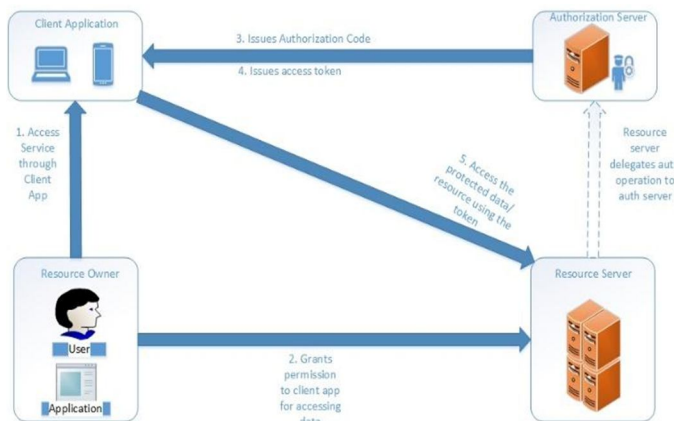 Client Application
Authorization Server
3. Issues Authorization Code
4. Issues access token
1. Access
Service
through
Client
App
5. Access the
protected data/
resource using the
token
Resource
server
delegates aut
operation to
auth server
Resource Owner
Resource Server
User
Application
2. Grants
permission
to client app
for accessing
data